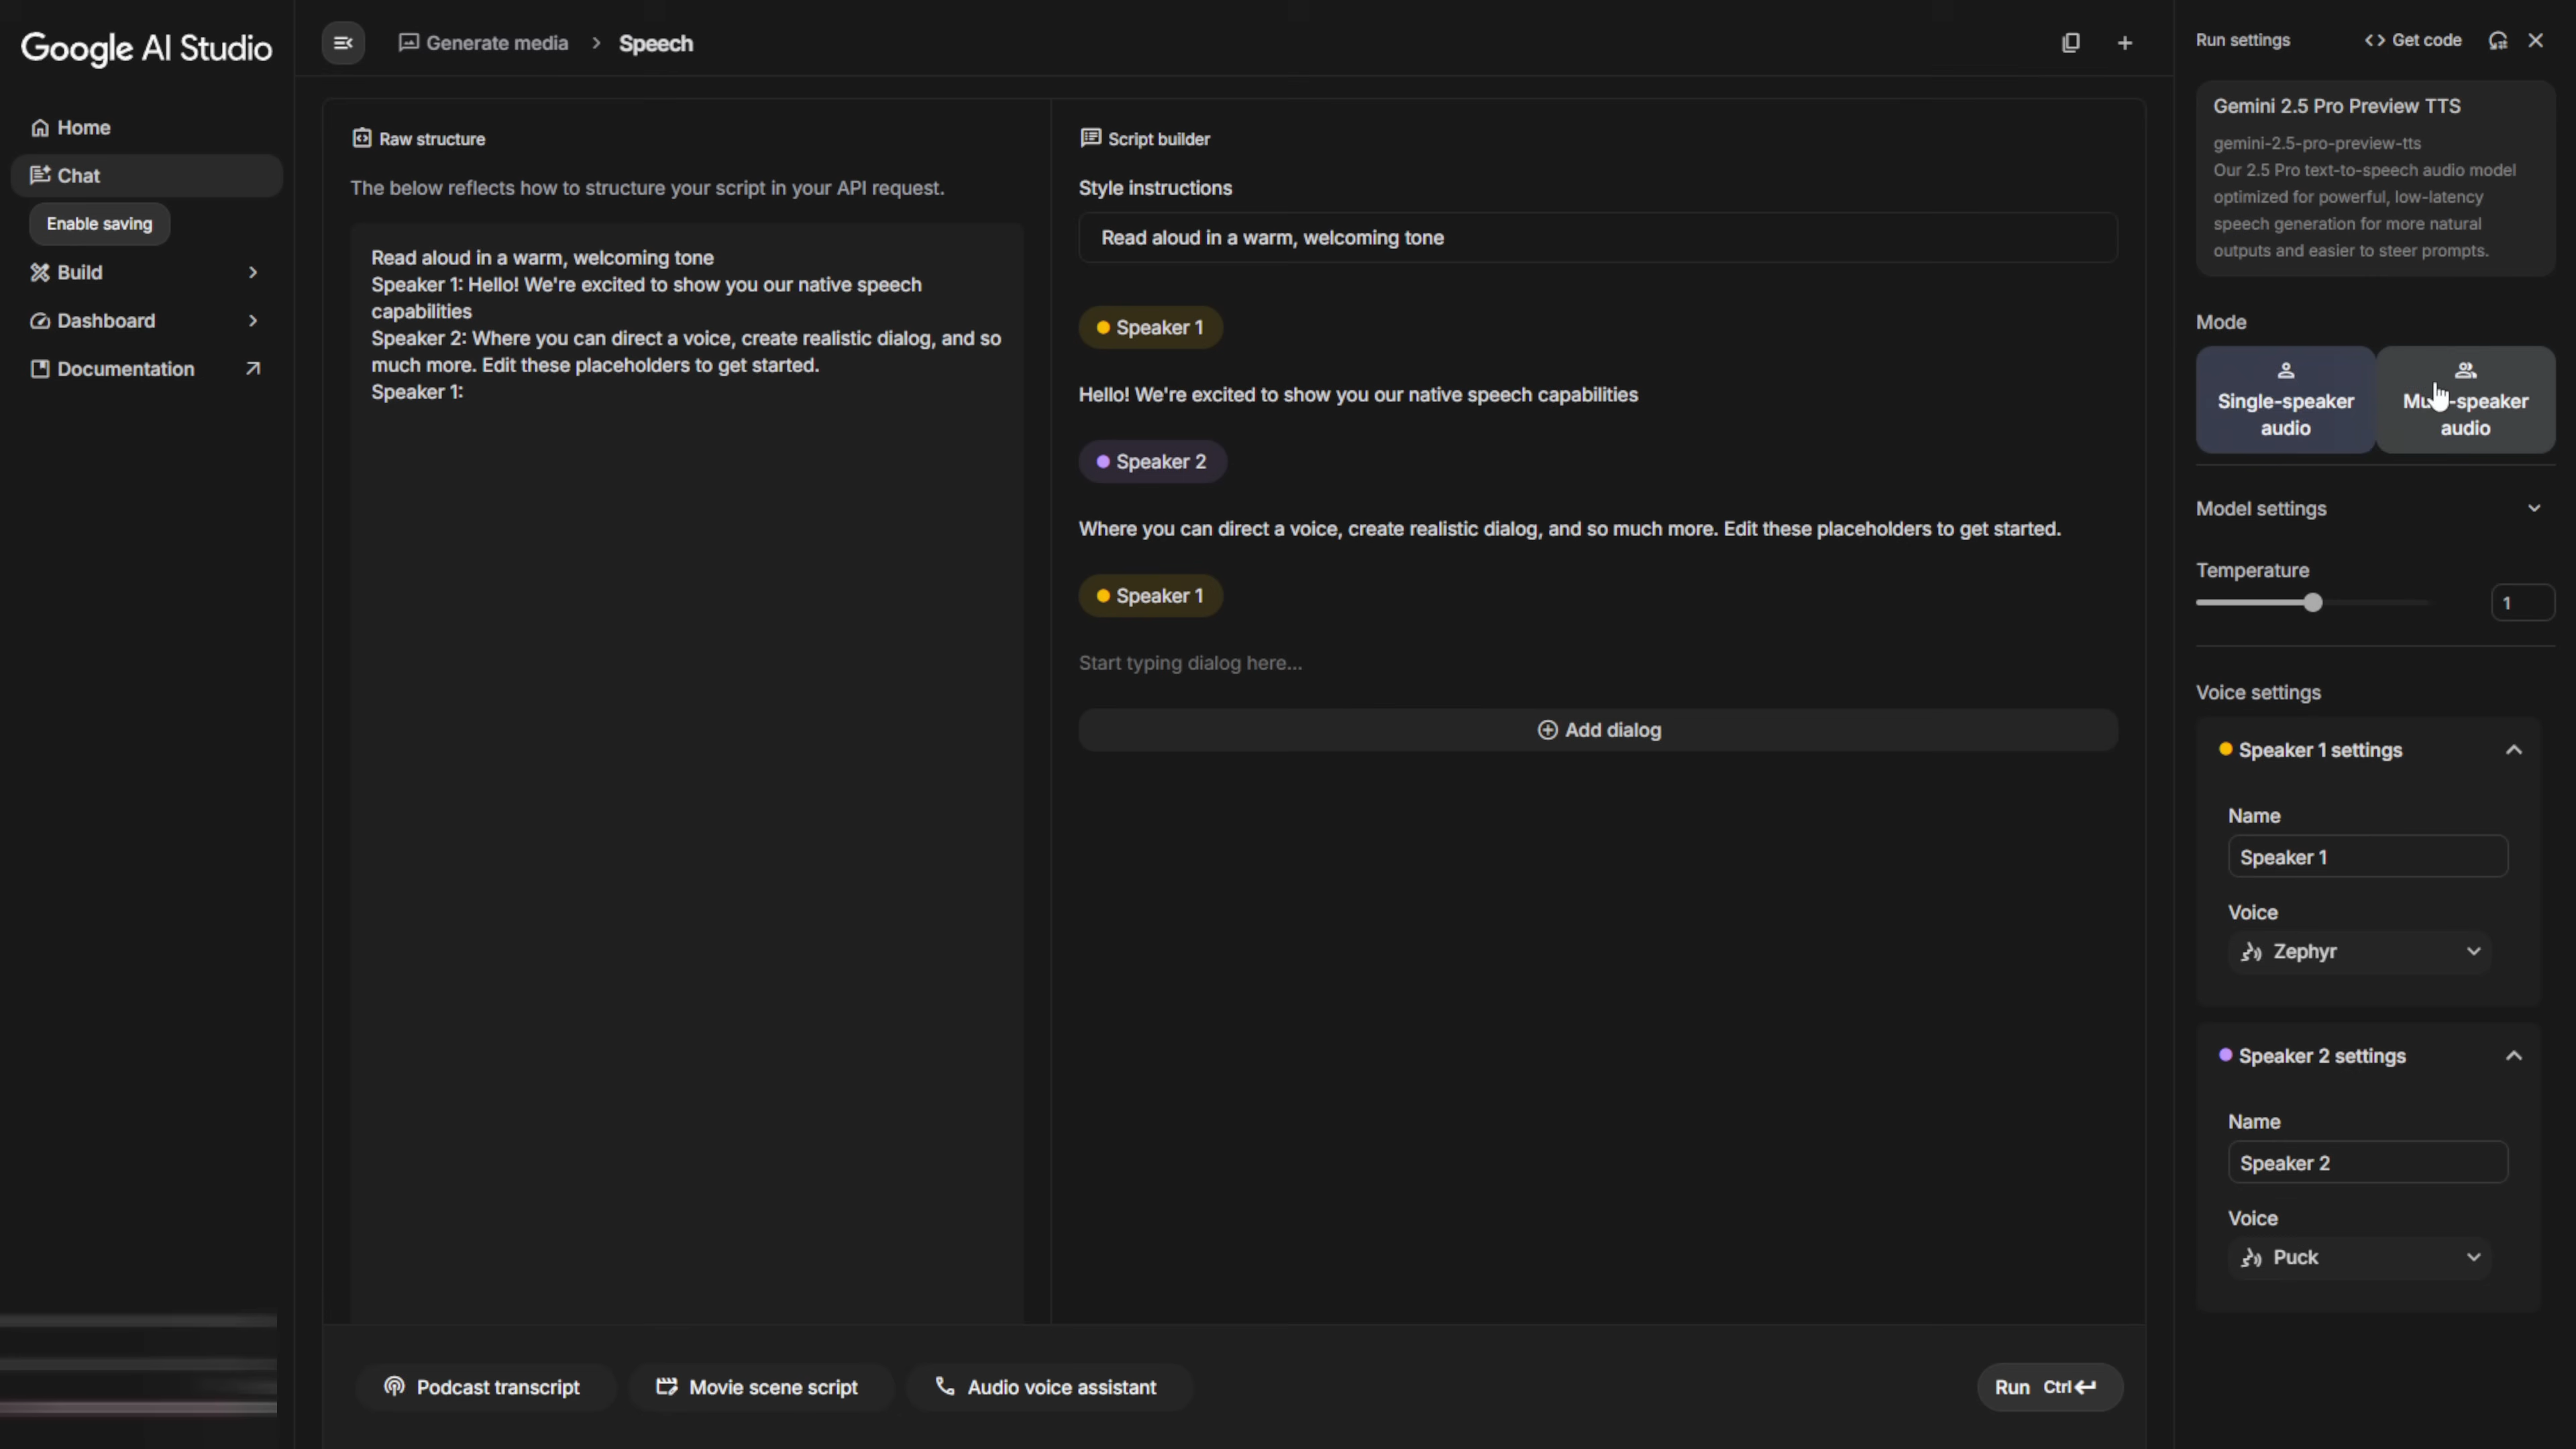 Google AI Studio
Home
Chat
Enable saving
Build
Dashboard
Documentation
Generate media > Speech
Raw structure
The below reflects how to structure your script in your API request.
Read aloud in a warm, welcoming tone
Speaker 1: Hello! We're excited to show you our native speech
capabilities
Speaker 2: Where you can direct a voice, create realistic dialog, and so
much more. Edit these placeholders to get started.
Speaker 1:
Script builder
Style instructions
Read aloud in a warm, welcoming tone
Speaker 1
Hello! We're excited to show you our native speech capabilities
Speaker 2
Where you can direct a voice, create realistic dialog, and so much more. Edit these placeholders to get started.
Speaker 1
Start typing dialog here...
Add dialog
Podcast transcript
Movie scene script
Audio voice assistant
Run Ctrl
Run settings
<> Get code
Gemini 2.5 Pro Preview TTS
gemini-2.5-pro-preview-tts
Our 2.5 Pro text-to-speech audio model
optimized for powerful, low-latency
speech generation for more natural
outputs and easier to steer prompts.
Mode
Single-speaker
audio
-speaker
audio
Model settings
Temperature
1
Voice settings
Speaker 1 settings
Name
Speaker 1
Voice
Zephyr
Speaker 2 settings
Name
Speaker 2
Voice
Puck